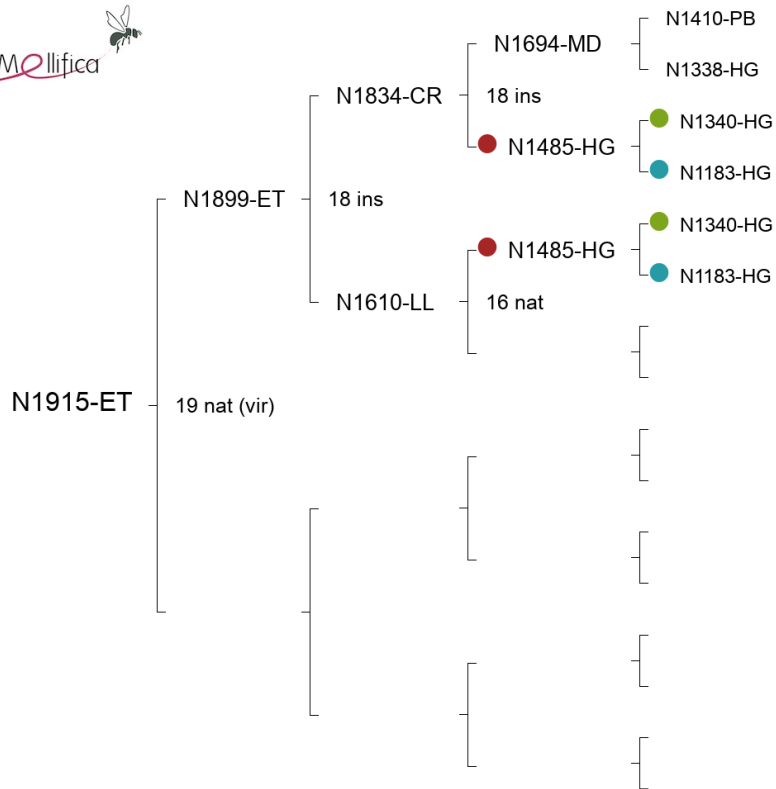 Mellifica
N1410-PB
N1694-MD
N1338-HG
N1834-CR
18 ins
N1340-HG
N1485-HG
N1183-HG
N1899-ET
18 ins
N1340-HG
N1485-HG
N1183-HG
N1610-LL
16 nat
N1915-ET
19 nat (vir)